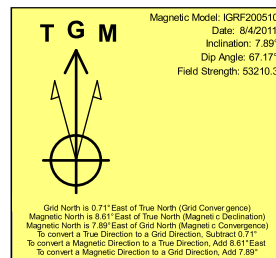 T G M
Magnetic Model: IGRF200510
Date: 8/4/2011
Inclination: 7.89°
Dip Angle: 67.17°
Field Strength: 53210.3
Grid North is 0.71° East of True North (Grid Convergence)
Magnetic North is 8.61° East of True North (Magnetic Declination)
Magnetic North is 7.89° East of Grid North (Magnetic Convergence)
To convert a True Direction to a Grid Direction, Subtract 0.71°
To convert a Magnetic Direction to a True Direction, Add 8.61° East
To convert a Magnetic Direction to a Grid Direction, Add 7.89°